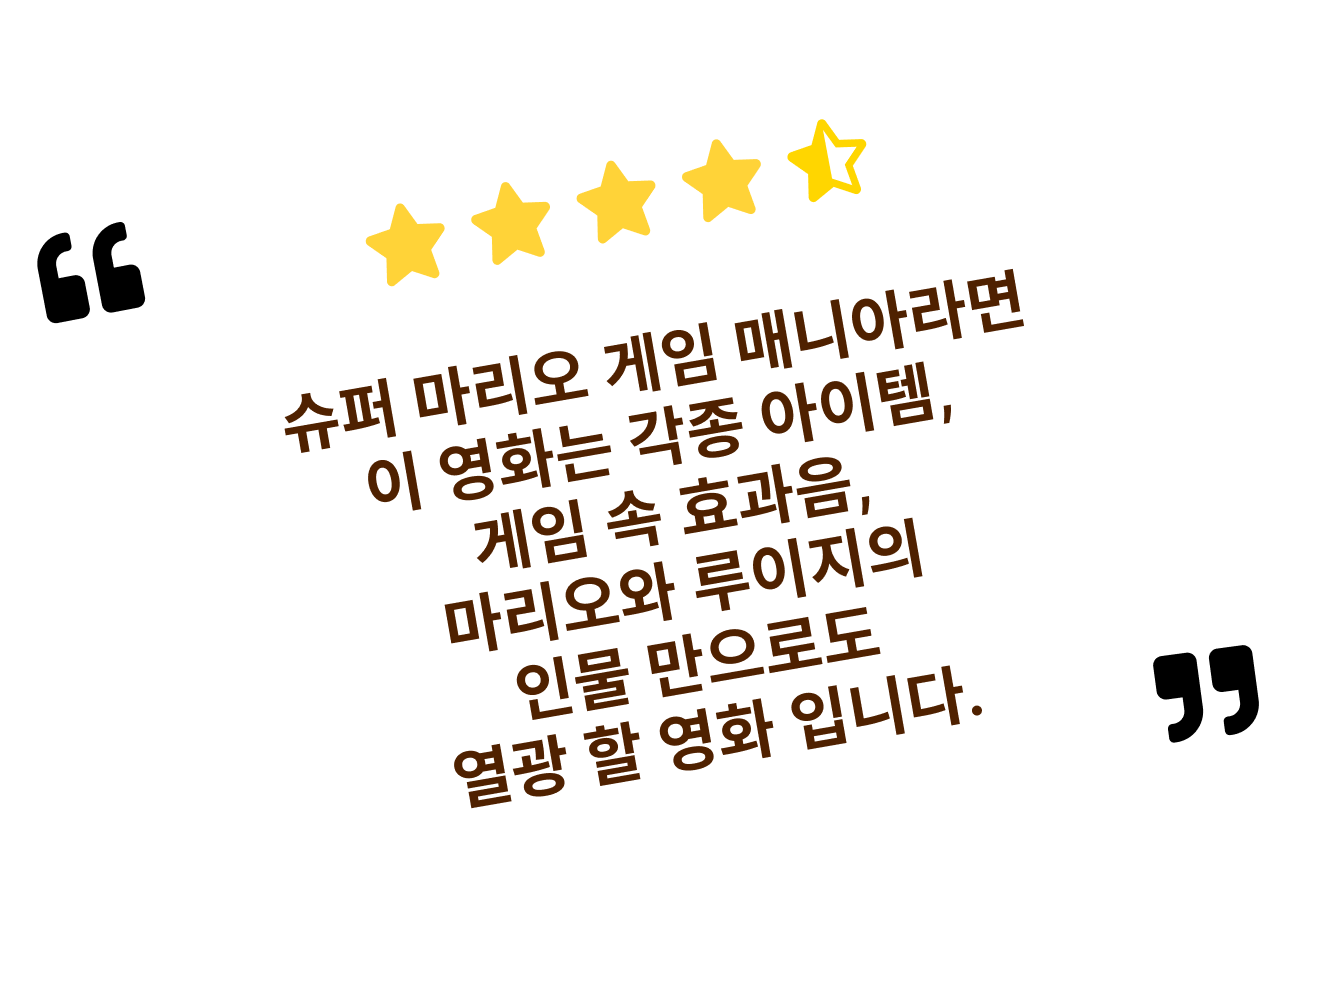 슈퍼 마리오 게임 매니아라면
이 영화는 각종 아이템,
게임 속 효과음,
마리오와 루이지의
인물 만으로도
열광 할 영화 입니다.